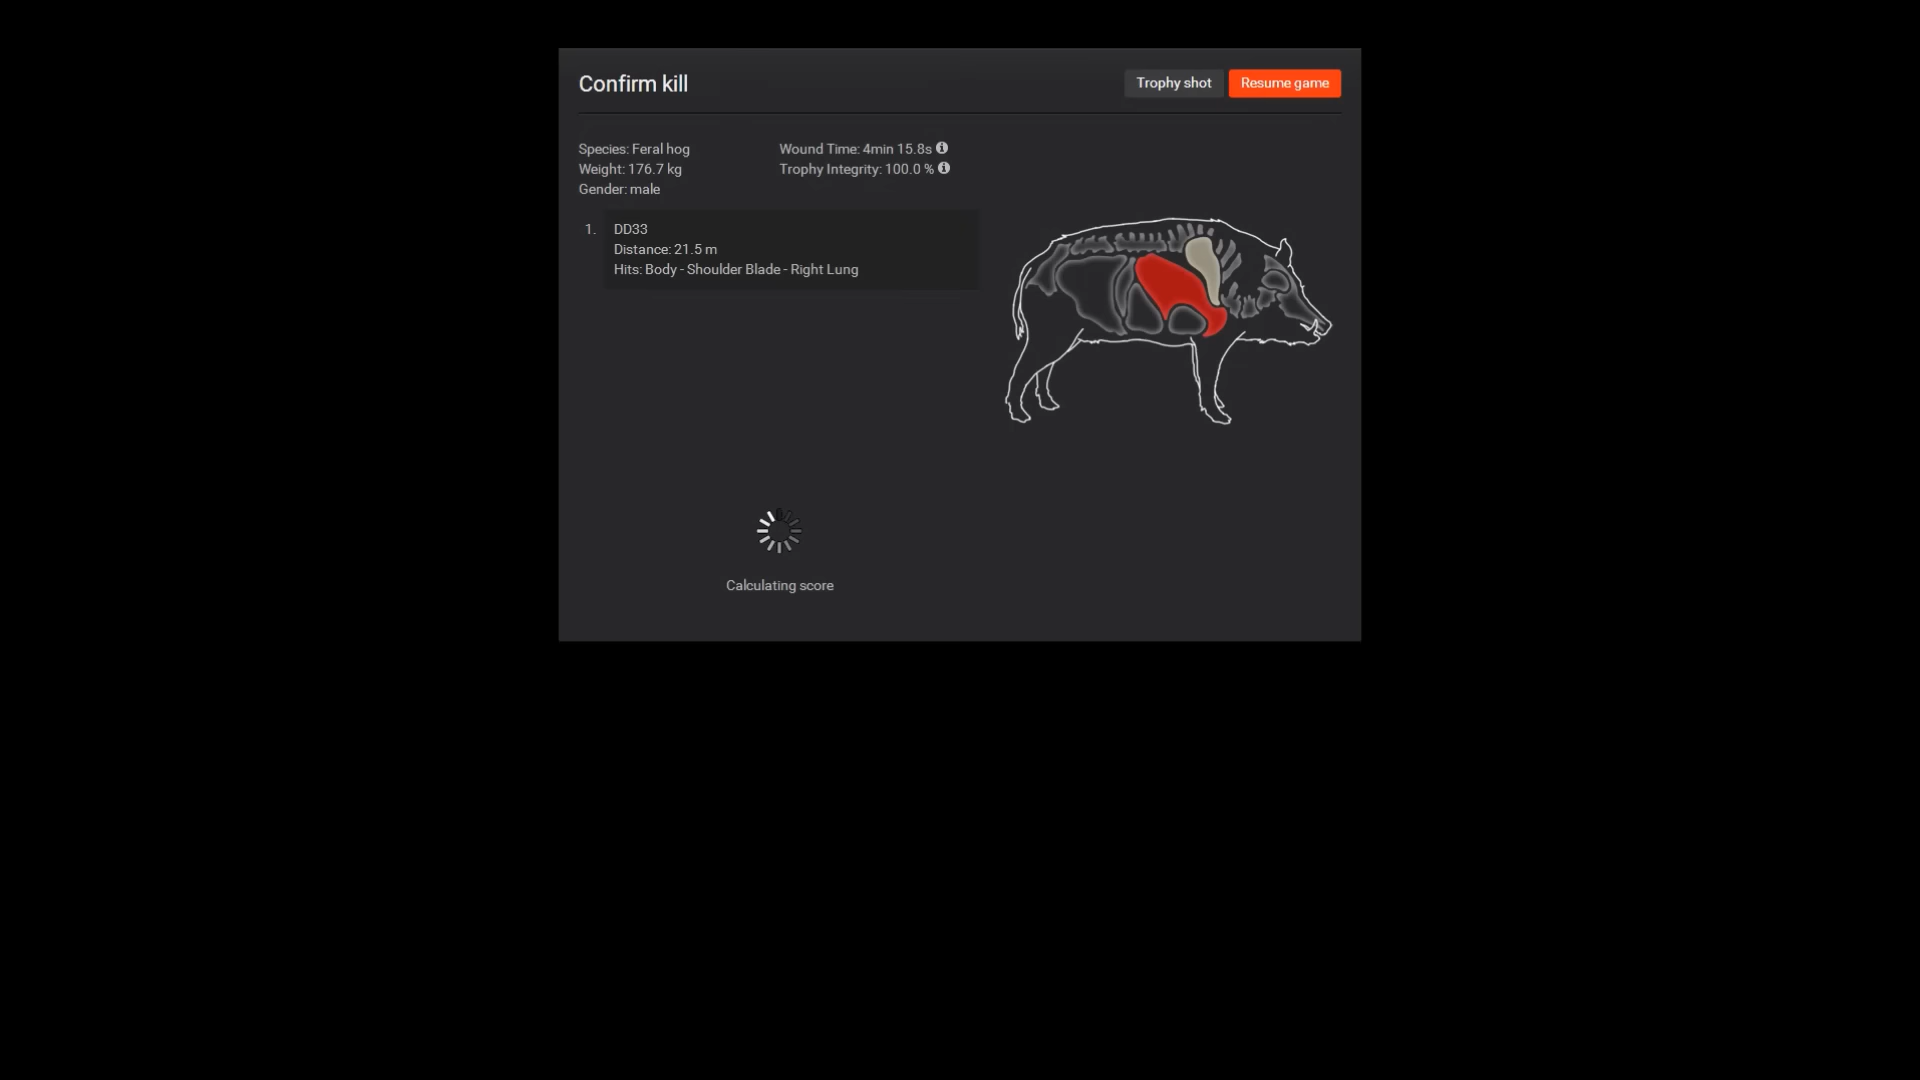 Confirm kill
Trophy shot
Resume game
Species: Feral hog
Weight: 176.7 kg
Gender: male
Wound Time: 4min 15.8s
Trophy Integrity: 100.0 %
1.
DD33
Distance: 21.5 m
Hits: Body - Shoulder Blade - Right Lung
Calculating score